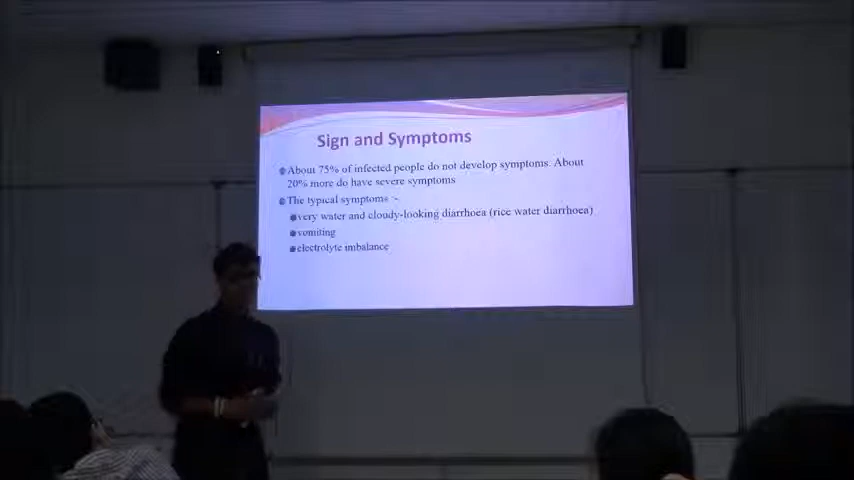 Sign and Symptoms
About 75% of infected people do not develop symptoms. About
20% more do have severe symptoms
The typical symptoms :-
very water and cloudy-looking diarrhoea (rice water diarrhoea)
vomiting
electrolyte imbalance